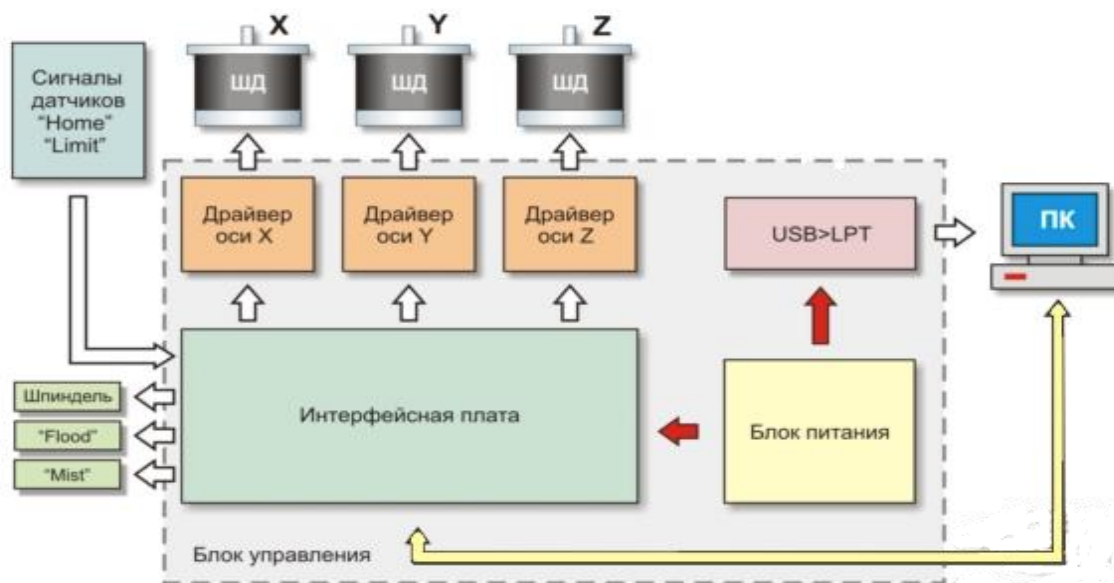 X
Y
Z
ШД
ШД
ШД
Сигналы
датчиков
“Home”
“Limit”
Драйвер
оси X
Драйвер
оси Y
Драйвер
оси Z
USB>LPT
ПК
Интерфейсная плата
Блок питания
Шпиндель
“Flood”
“Mist”
Блок управления